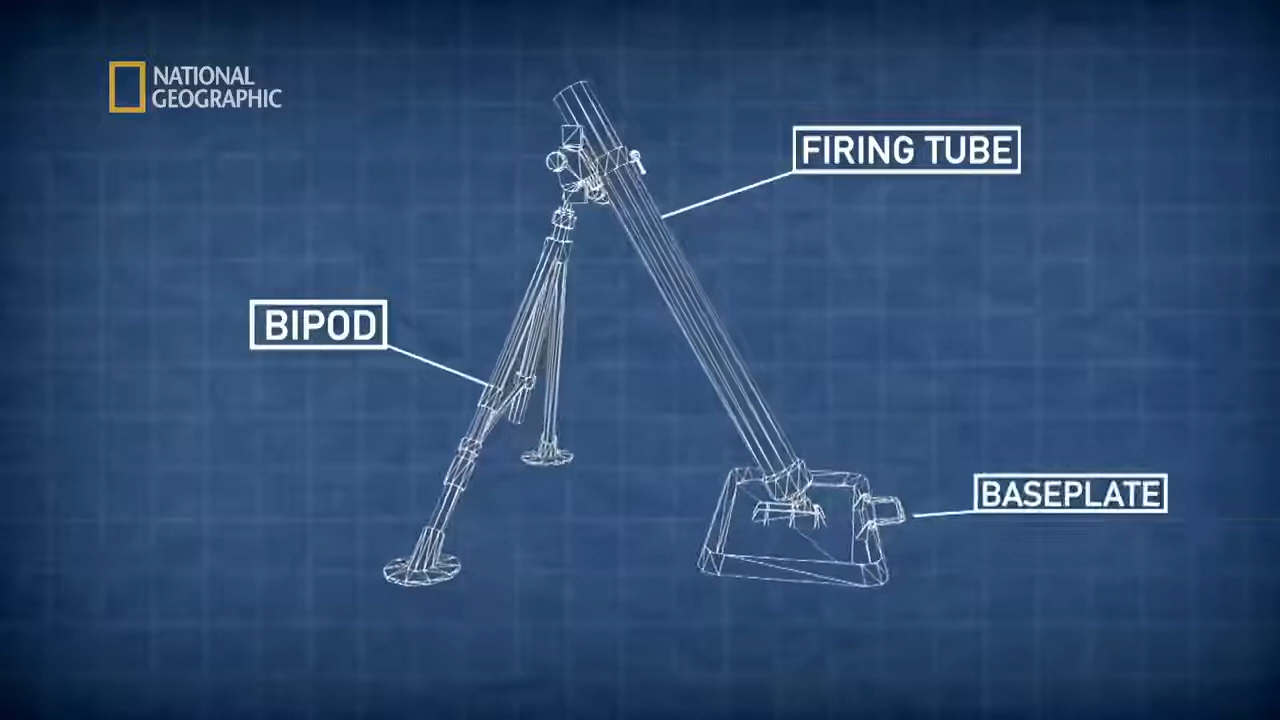 NATIONAL
GEOGRAPHIC
FIRING TUBE
BIPOD
BASEPLATE